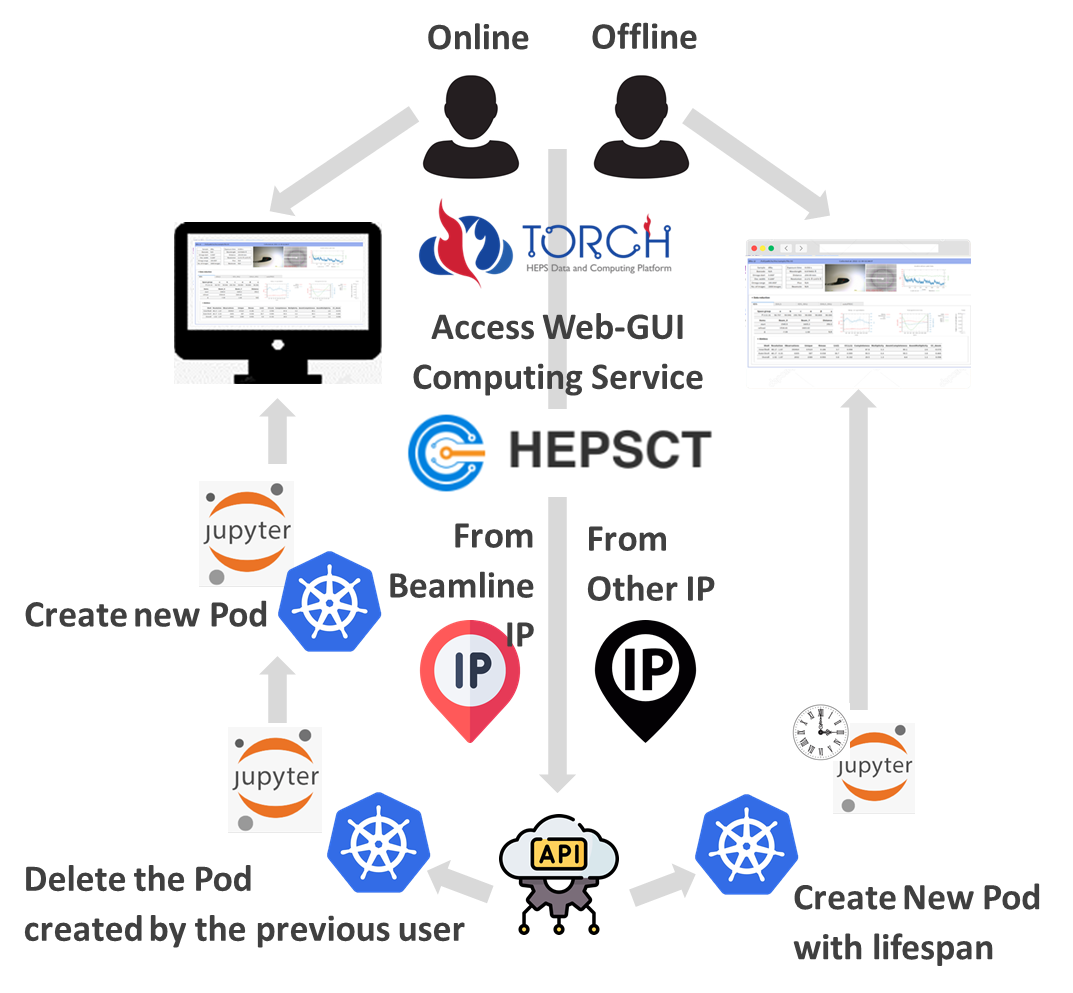 Online
Offline
TORCH
HEPS Data and Computing Platform
Access Web-GUI
Computing Service
HEPSCT
From
Beamline
IP
From
Other IP
IP
IP
jupyter
Create new Pod
jupyter
jupyter
API
Delete the Pod
created by the previous user
Create New Pod
with lifespan